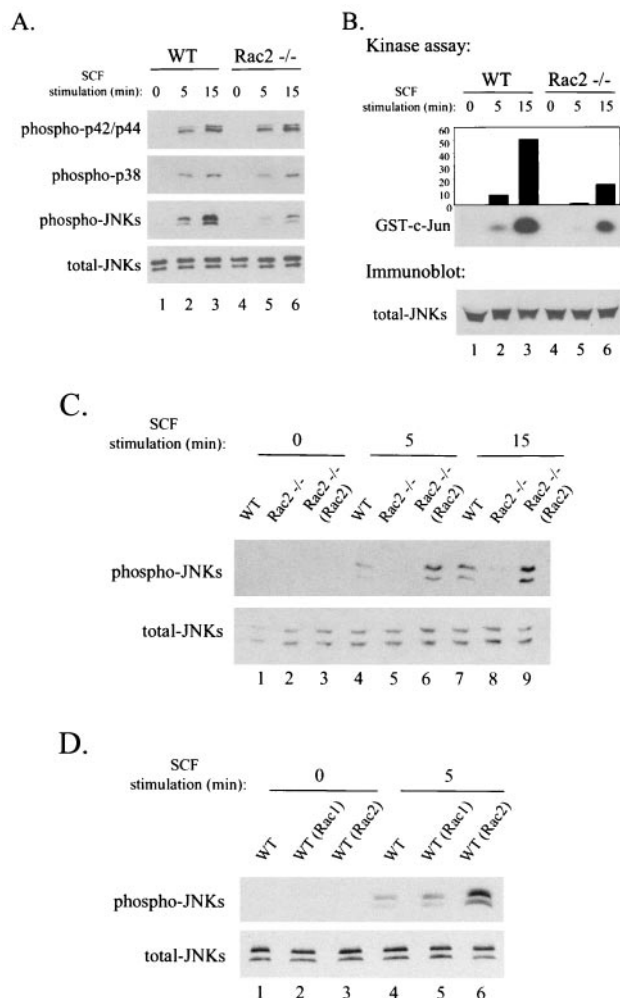 A.
WT Rac2 -/-
SCF
stimulation (min): 0 5 15 0 5 15
phospho-p42/p44
phospho-p38
phospho-JNKs
total-JNKs
1 2 3 4 5 6
B.
Kinase assay:
WT Rac2 -/-
SCF
stimulation (min): 0 5 15 0 5 15
60
50
40
30
20
10
0
GST-c-Jun
Immunoblot:
total-JNKs
1 2 3 4 5 6
C.
SCF
stimulation (min): 0 5 15
WT Rac2 -/- Rac2 -/- (Rac2) WT Rac2 -/- Rac2 -/- (Rac2) WT Rac2 -/- Rac2 -/- (Rac2)
phospho-JNKs
total-JNKs
1 2 3 4 5 6 7 8 9
D.
SCF
stimulation (min): 0 5
WT WT (Rac1) WT (Rac2) WT WT (Rac1) WT (Rac2)
phospho-JNKs
total-JNKs
1 2 3 4 5 6